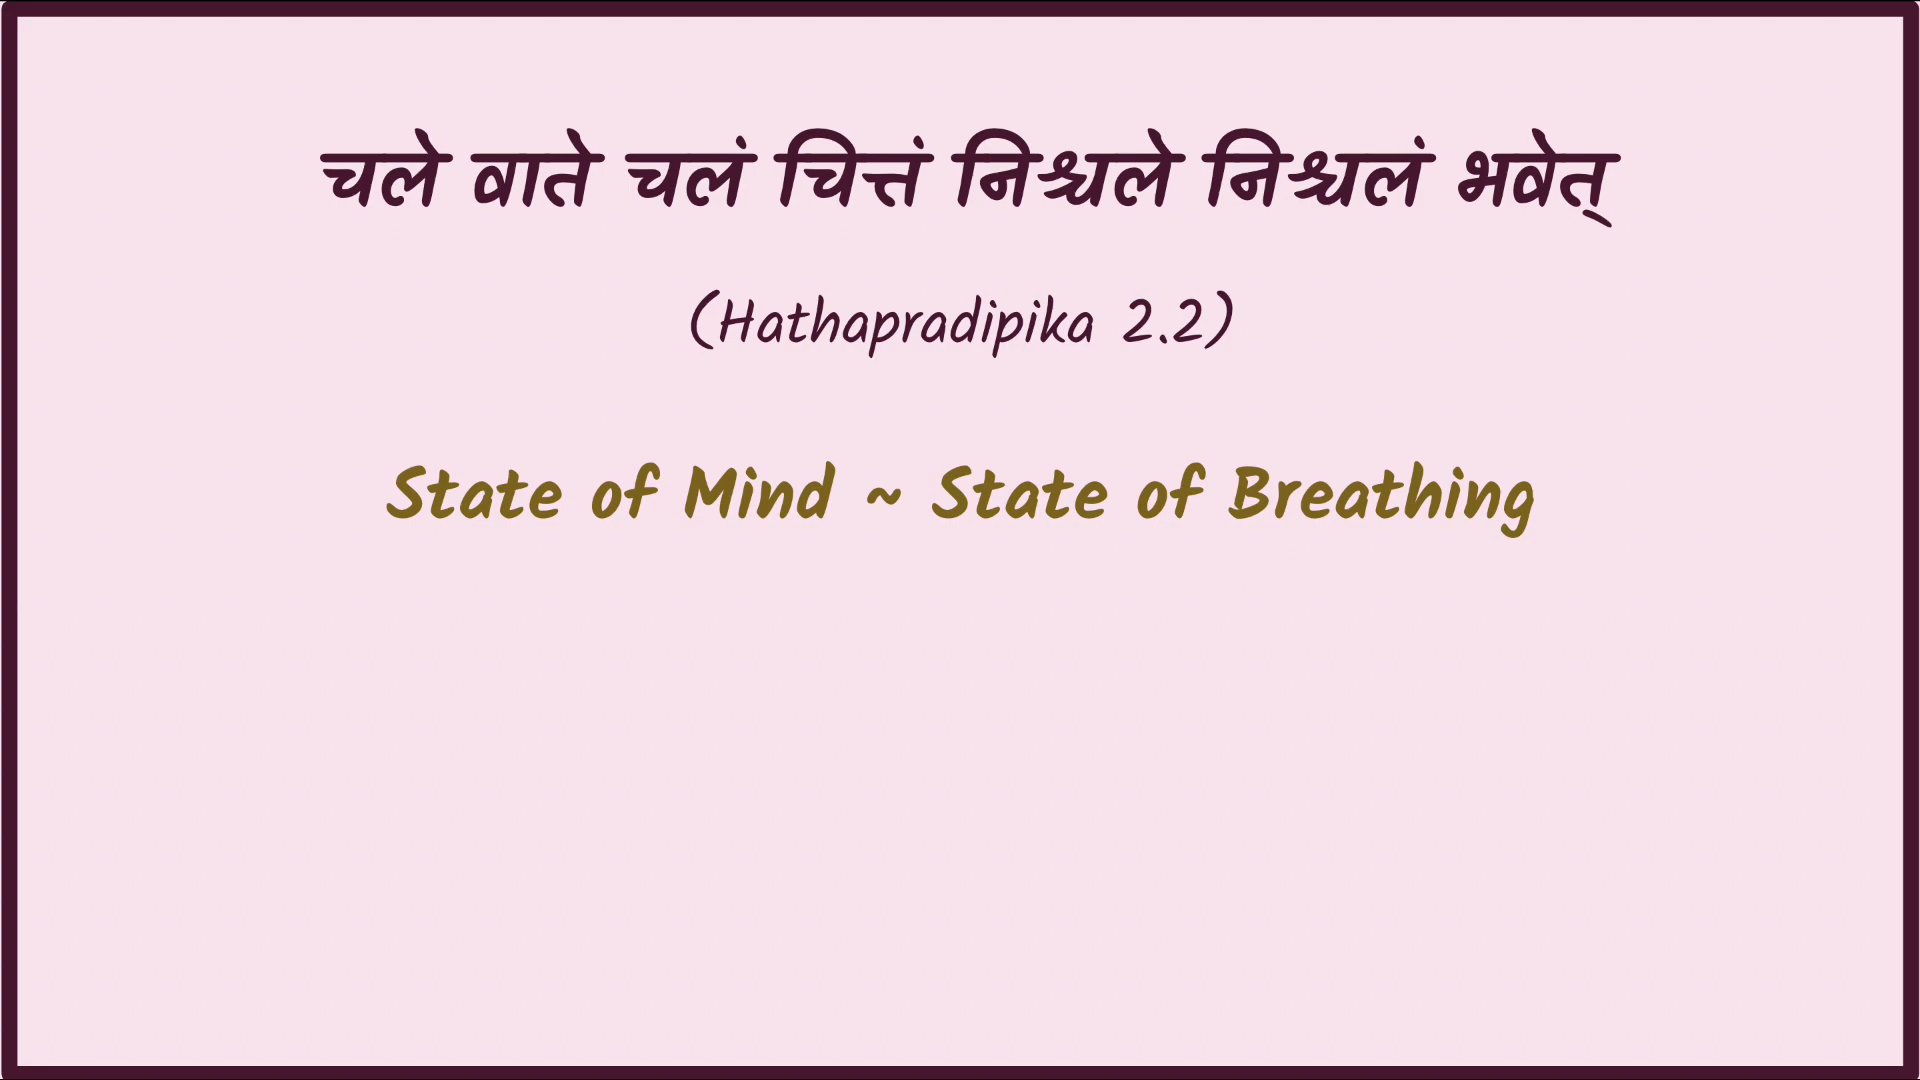 चले वाते चलं चित्तं निश्चले निश्चलं भवेत्
(Hathapradipika 2.2)
State of Mind ~ State of Breathing